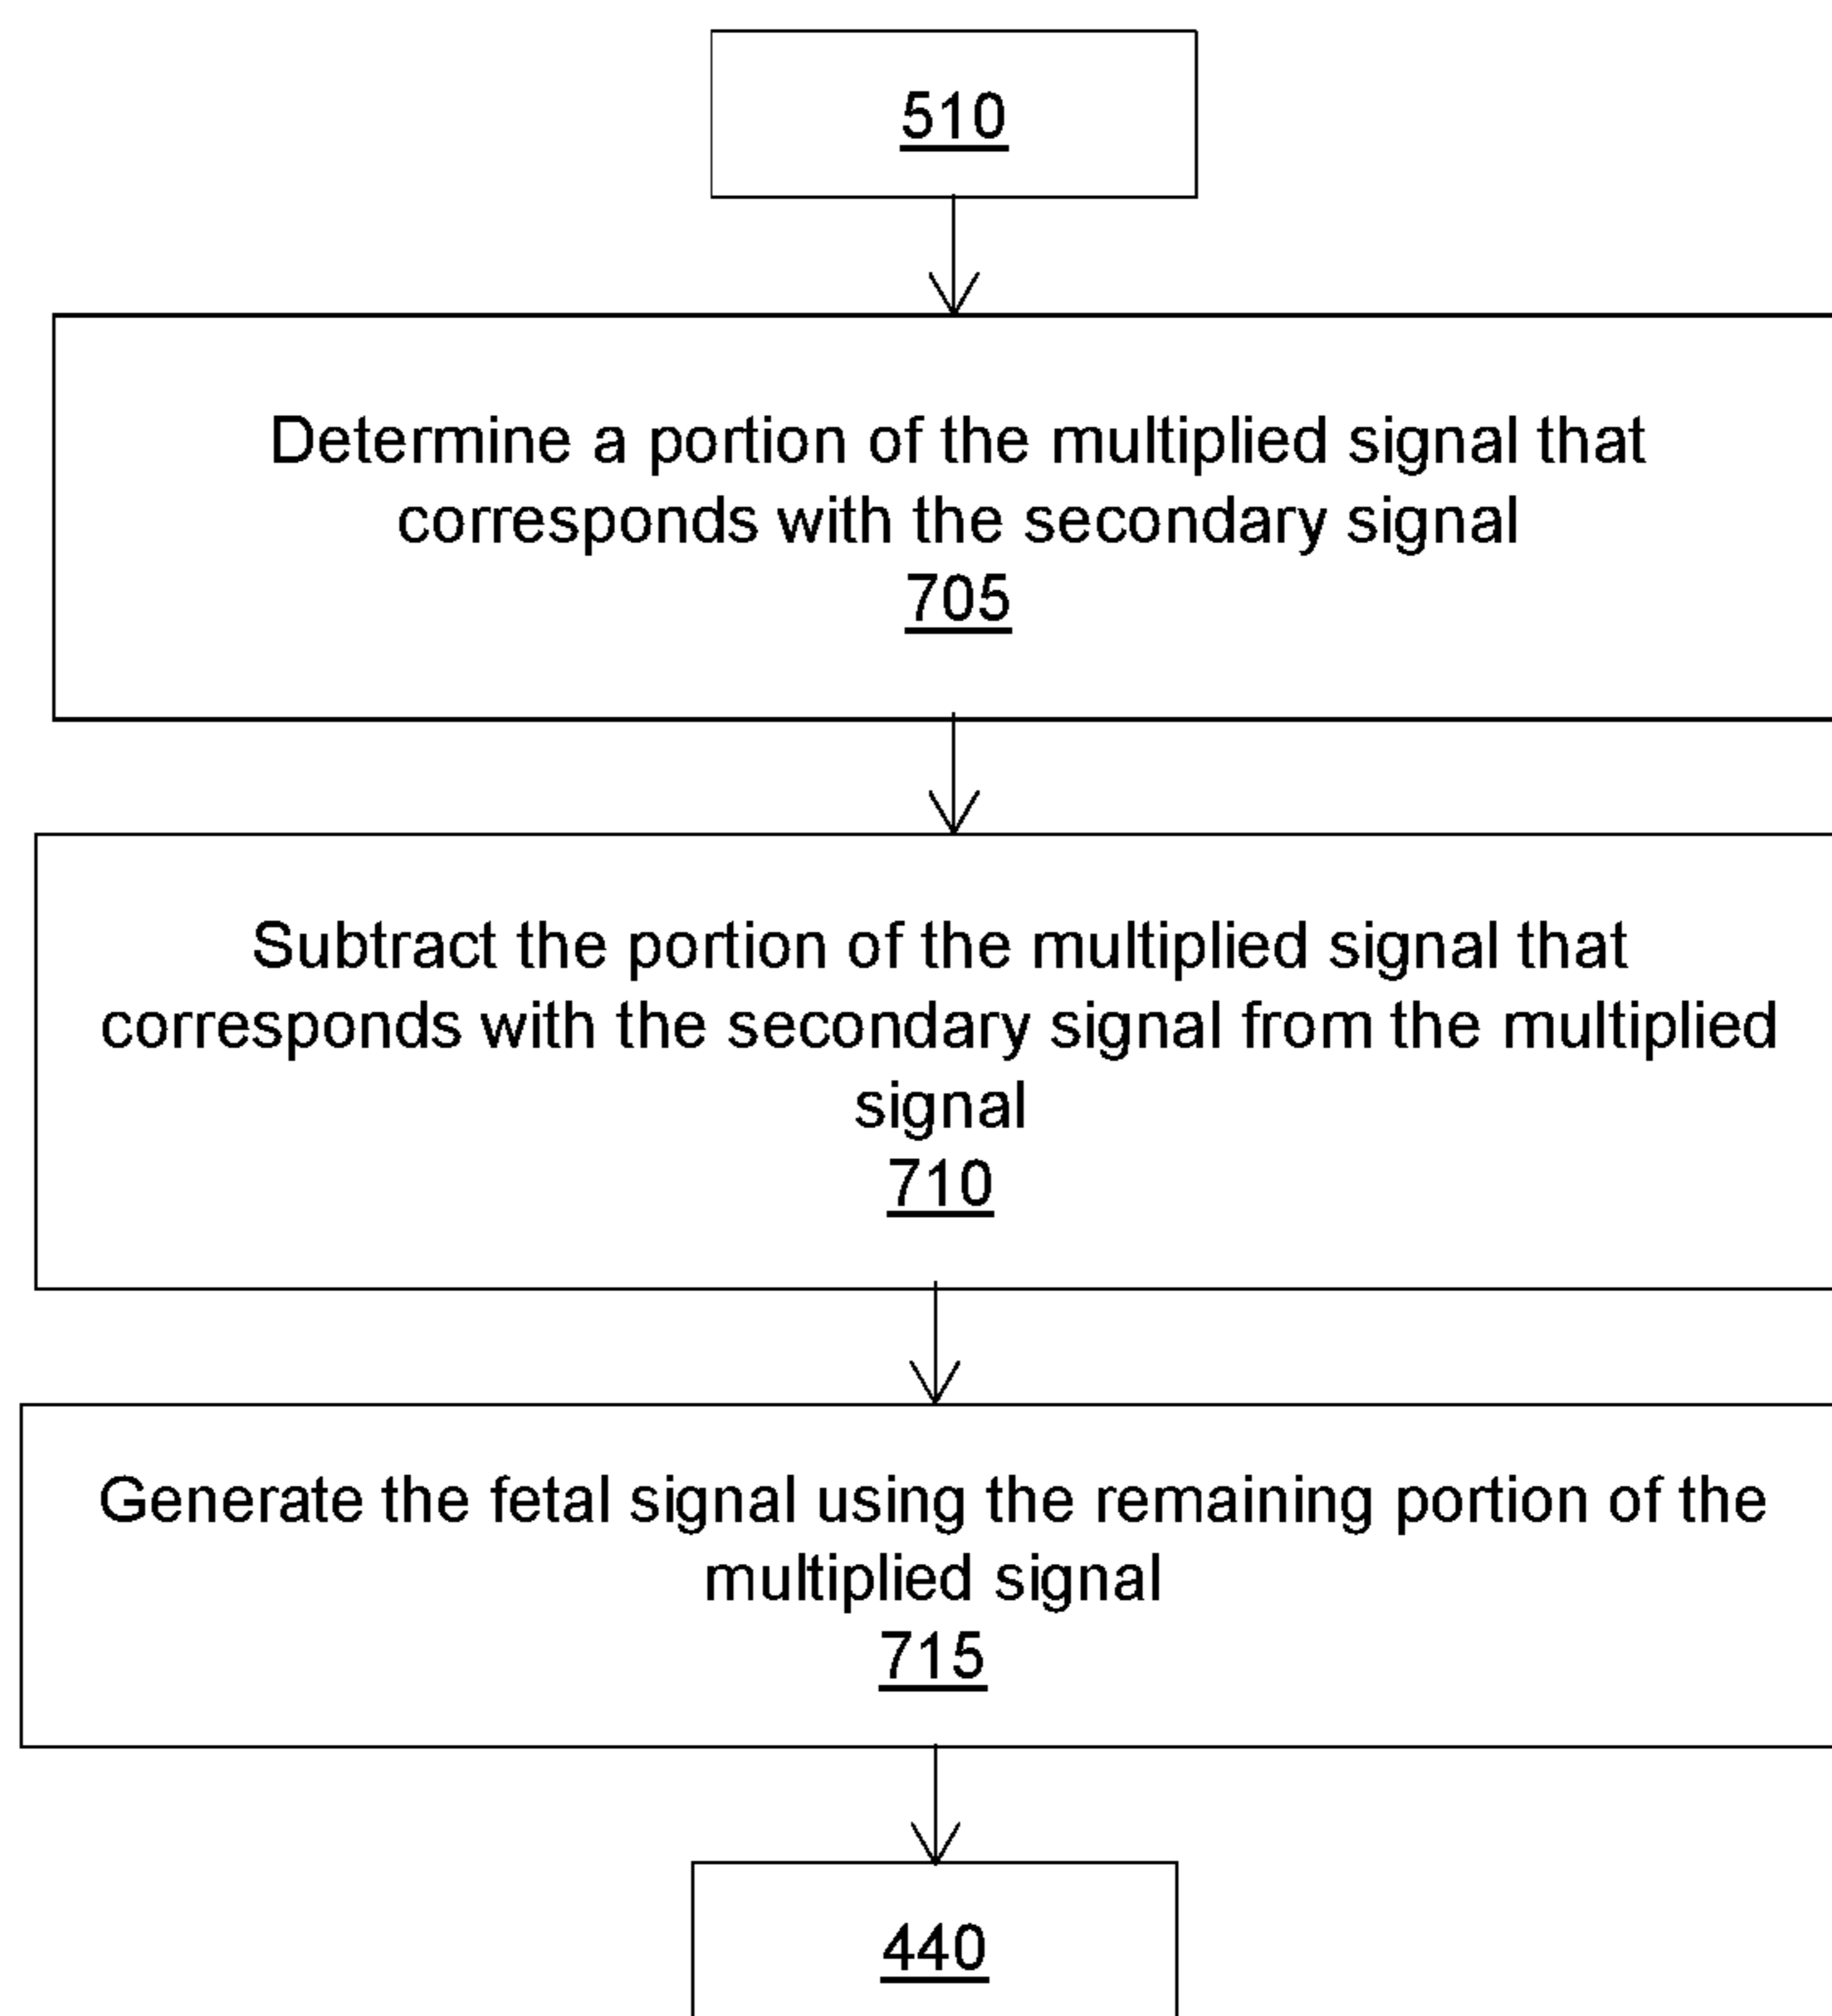 510
Determine a portion of the multiplied signal that
corresponds with the secondary signal
705
Subtract the portion of the multiplied signal that
corresponds with the secondary signal from the multiplied
signal
710
Generate the fetal signal using the remaining portion of the
multiplied signal
715
440